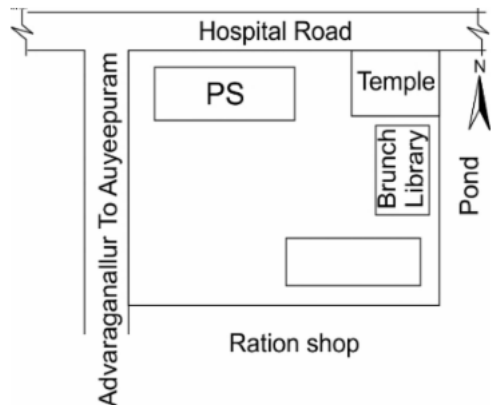 Hospital Road
PS
Temple
N
Brunch
Library
Pond
Advaraganallur To Auyeepuram
Ration shop